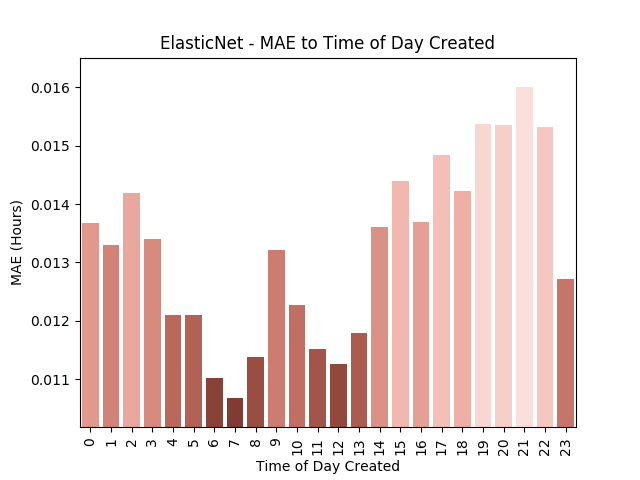 ElasticNet - MAE to Time of Day Created
0.016
0.015
0.014
0.013
0.012
0.011
MAE (Hours)
0 1 2 3 4 5 6 7 8 9 10 11 12 13 14 15 16 17 18 19 20 21 22 23
Time of Day Created